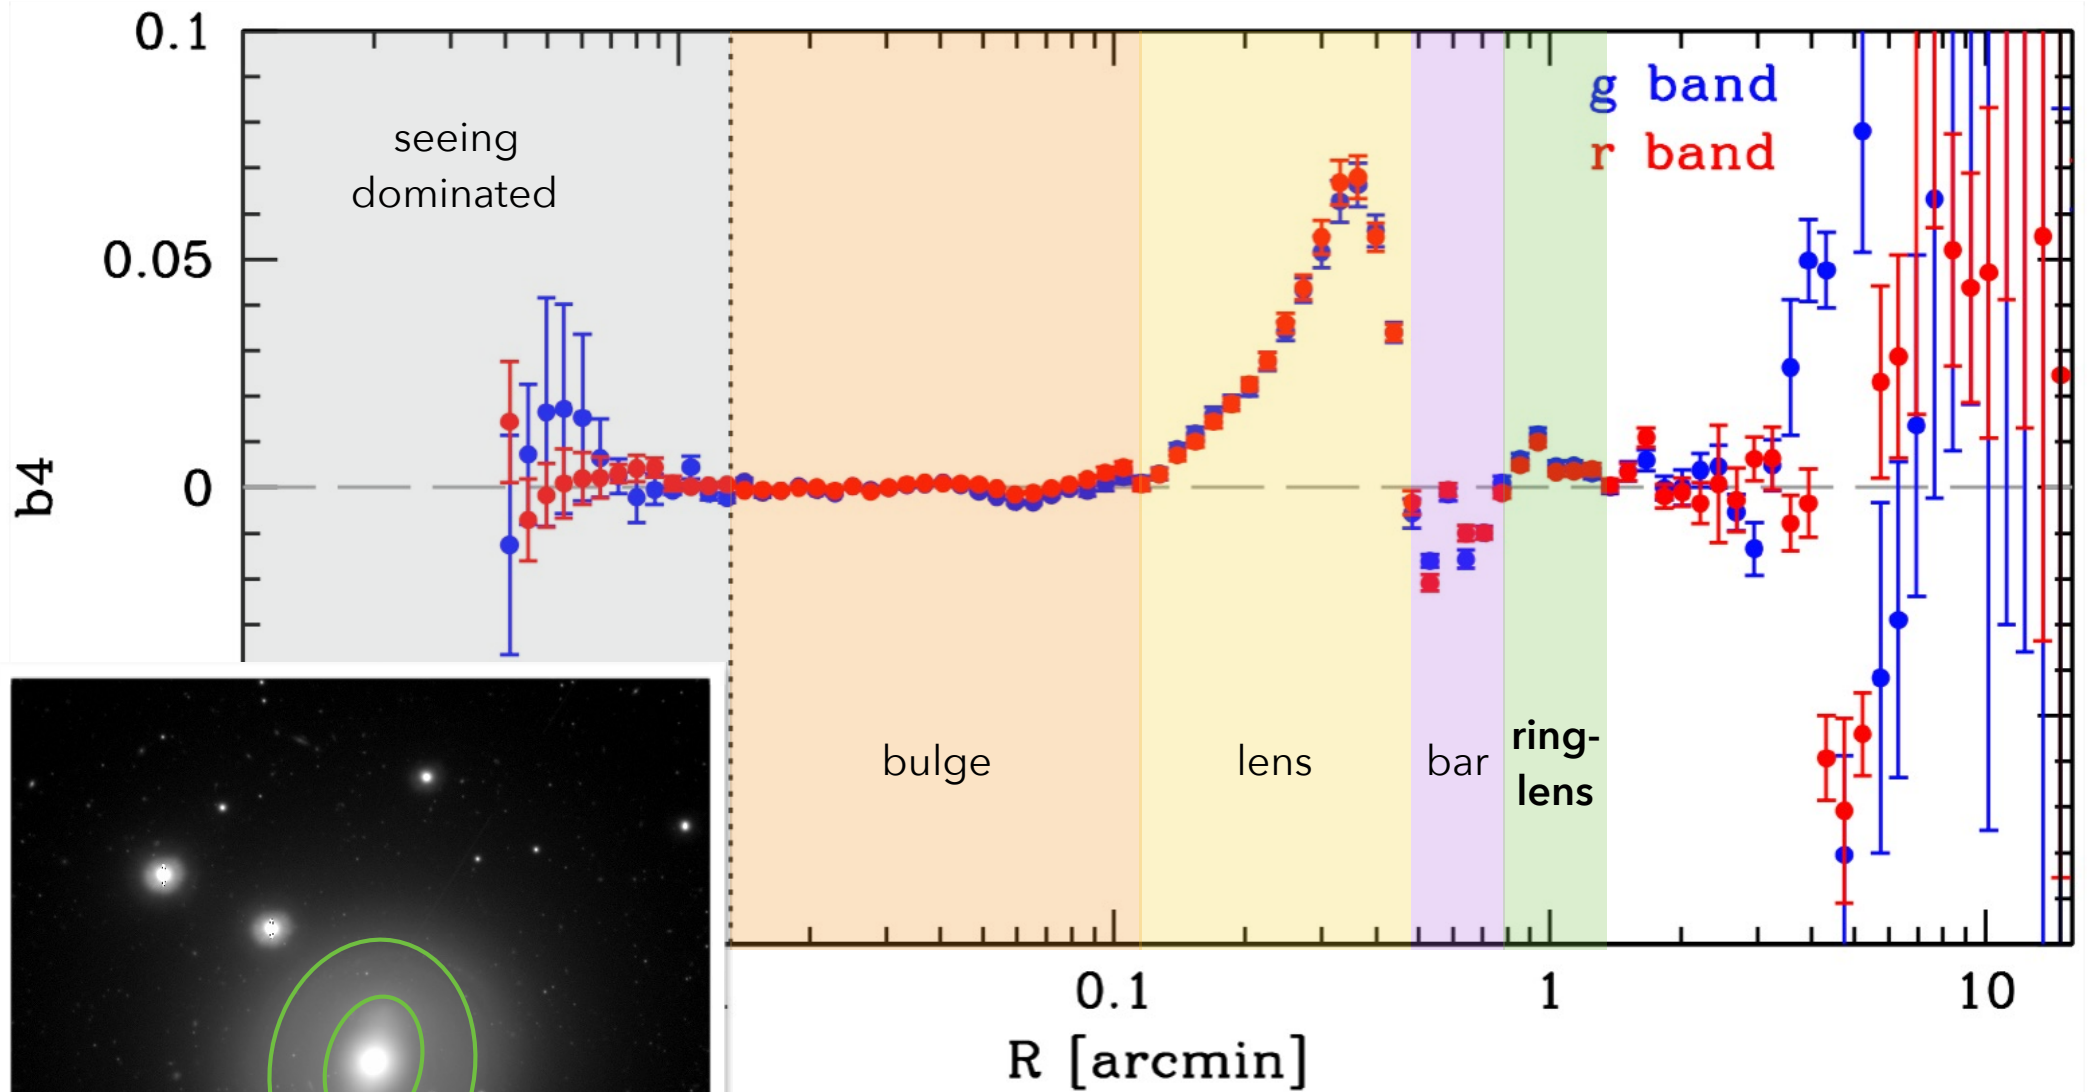 0.1
0.05
0
b4
seeing
dominated
g band
r band
bulge
lens
bar
ring-
lens
0.1
1
10
R [arcmin]